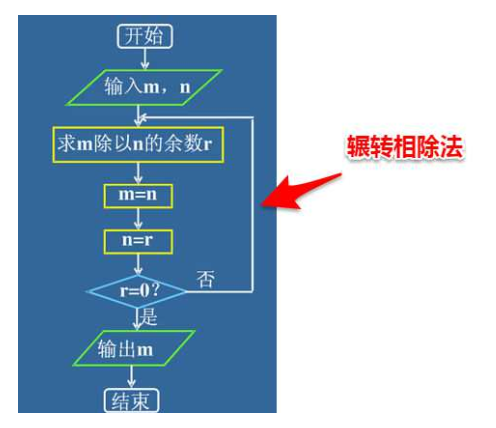 开始
输入m，n
求m除以n的余数r
辗转相除法
m=n
n=r
r=0?
否
是
输出m
结束